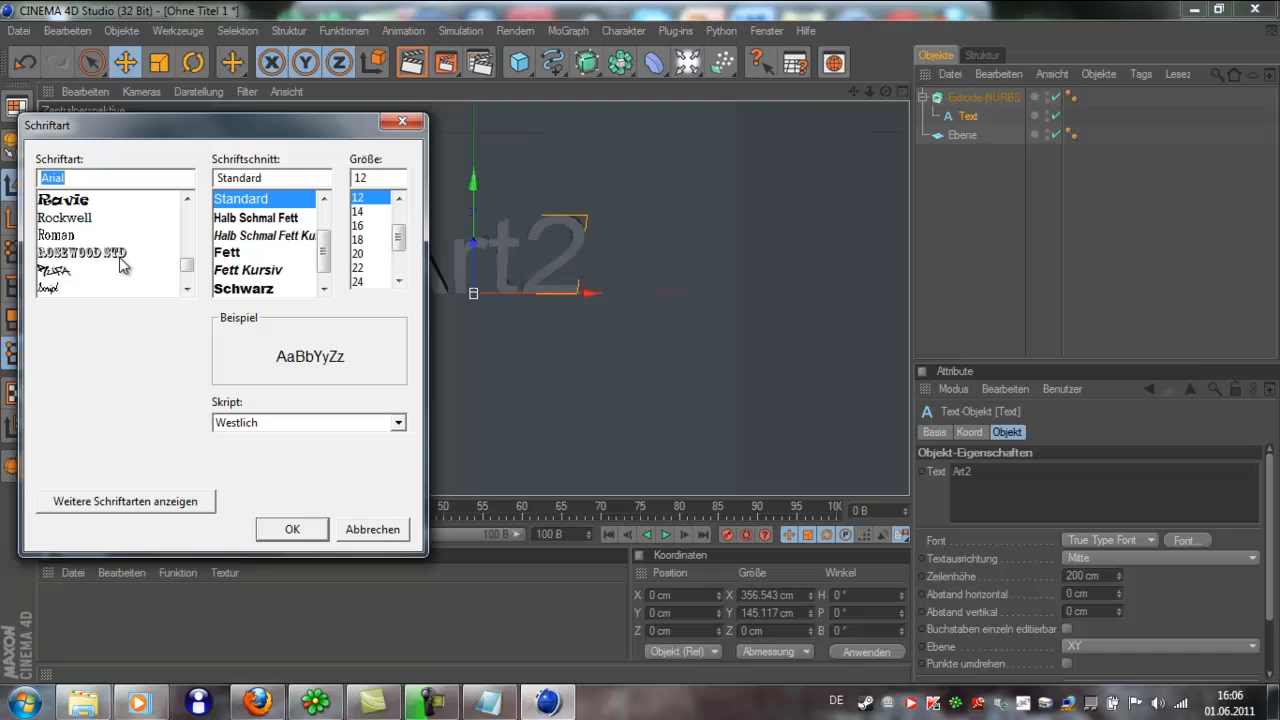 CINEMA 4D Studio (32 Bit) - [Ohne Titel 1 *]
Datei Bearbeiten Objekte Werkzeuge Selektion Struktur Funktionen Animation Simulation Rendern MoGraph Charakter Plug-ins Python Fenster Hilfe
X Y Z
Objekte Struktur
Datei Bearbeiten Ansicht Objekte Tags Lesez
Bearbeiten Kameras Darstellung Filter Ansicht
Zentralperspektive
Extrude-NURBS
Text
Ebene
Schriftart
Schriftart: Schriftschnitt: Größe:
Arial Standard 12
Ravie Standard 12
Rockwell Halb Schmal Fett 14
Roman Halb Schmal Fett Ku 16
ROSEWOOD STD Fett 18
Fett Kursiv 20
Script Schwarz 22
24
Art2
Beispiel
AaBbYyZz
Skript:
Westlich
Weitere Schriftarten anzeigen
OK Abbrechen
Attribute
Modus Bearbeiten Benutzer
Text-Objekt [Text]
Basis Koord. Objekt
Objekt-Eigenschaften
Text Art2
Font True Type Font Font...
Textausrichtung Mitte
Zeilenhöhe 200 cm
Abstand horizontal 0 cm
Abstand vertikal 0 cm
Buchstaben einzeln editierbar
Ebene XY
Punkte umdrehen
50 55 60 65 70 75 80 85 90 95 100 0 B
100 B 100 B
Datei Bearbeiten Funktion Textur
Koordinaten
Position Größe Winkel
X 0 cm X 356.543 cm H 0 °
Y 0 cm Y 145.117 cm P 0 °
Z 0 cm Z 0 cm B 0 °
Objekt (Rel) Abmessung Anwenden
MAXON
CINEMA 4D
DE
16:06
01.06.2011